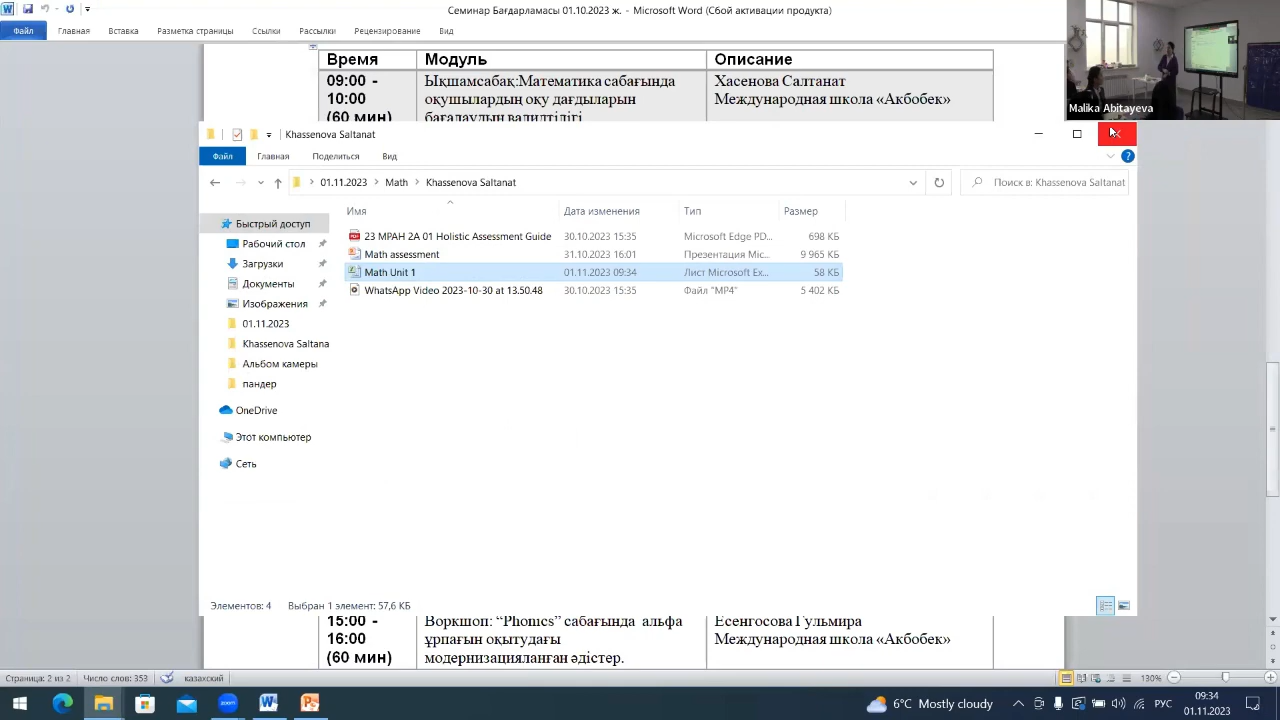 Семинар Бағдарламасы 01.10.2023 ж. - Microsoft Word (Сбой активации продукта)
Файл Главная Вставка Разметка страницы Ссылки Рассылки Рецензирование Вид
Malika Abitayeva
Время Модуль Описание
09:00 - Ықшамсабақ:Математика сабағында Хасенова Салтанат
10:00 оқушылардың оқу дағдыларын Международная школа «Ақбобек»
(60 мин) бағалаудың валидтілігі
Khassenova Saltanat
Файл Главная Поделиться Вид
01.11.2023 Math Khassenova Saltanat Поиск в: Khassenova Saltanat
Имя Дата изменения Тип Размер
Быстрый доступ
Рабочий стол
Загрузки
Документы
Изображения
01.11.2023
Khassenova Saltana
Альбом камеры
пандер
OneDrive
Этот компьютер
Сеть
23 MPAH 2A 01 Holistic Assessment Guide 30.10.2023 15:35 Microsoft Edge PD... 698 КБ
Math assessment 31.10.2023 16:01 Презентация Mic... 9 965 КБ
Math Unit 1 01.11.2023 09:34 Лист Microsoft Ex... 58 КБ
WhatsApp Video 2023-10-30 at 13.50.48 30.10.2023 15:35 Файл "MP4" 5 402 КБ
Элементов: 4 Выбран 1 элемент: 57,6 КБ
15:00 - Воркшоп: “Phonics” сабағында альфа Есенгосова Гульмира
16:00 ұрпағын оқытудағы Международная школа «Ақбобек»
(60 мин) модернизацияланған әдістер.
Страница: 2 из 2 Число слов: 353 казахский 130%
zoom
6°C Mostly cloudy РУС 09:34
01.11.2023